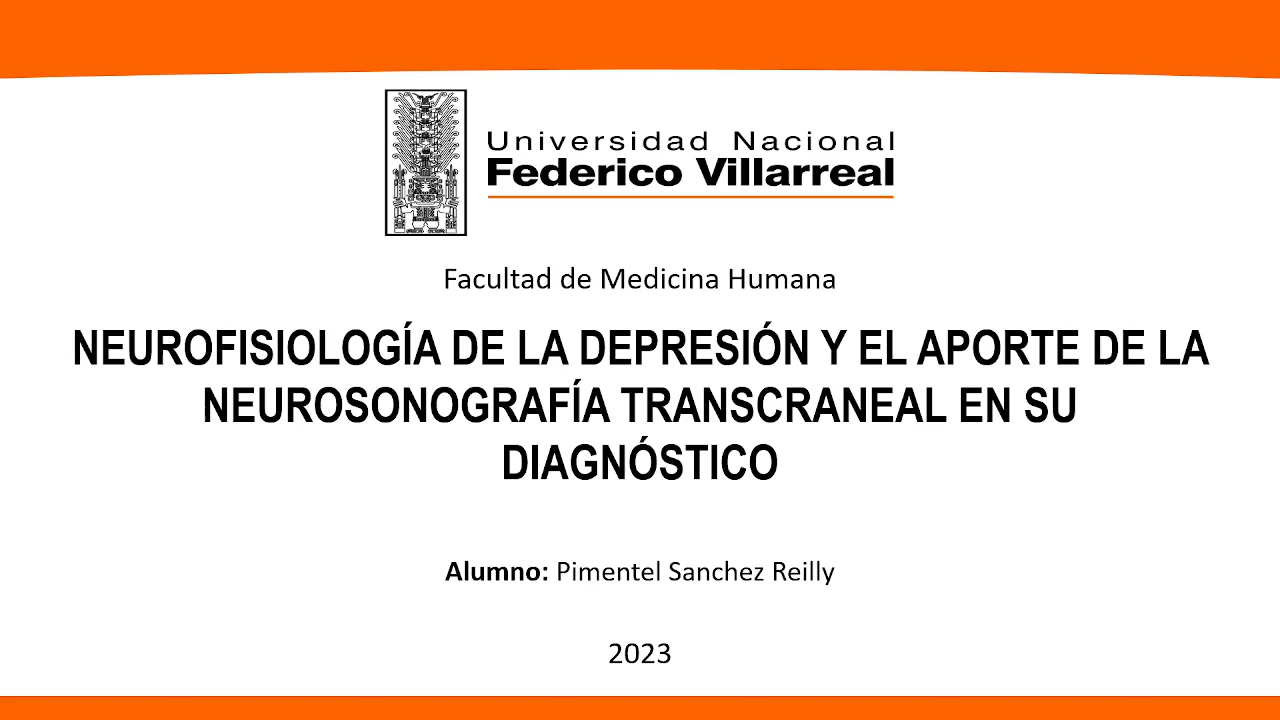 Universidad Nacional
Federico Villarreal
Facultad de Medicina Humana
NEUROFISIOLOGÍA DE LA DEPRESIÓN Y EL APORTE DE LA
NEUROSONOGRAFÍA TRANSCRANEAL EN SU
DIAGNÓSTICO
Alumno: Pimentel Sanchez Reilly
2023